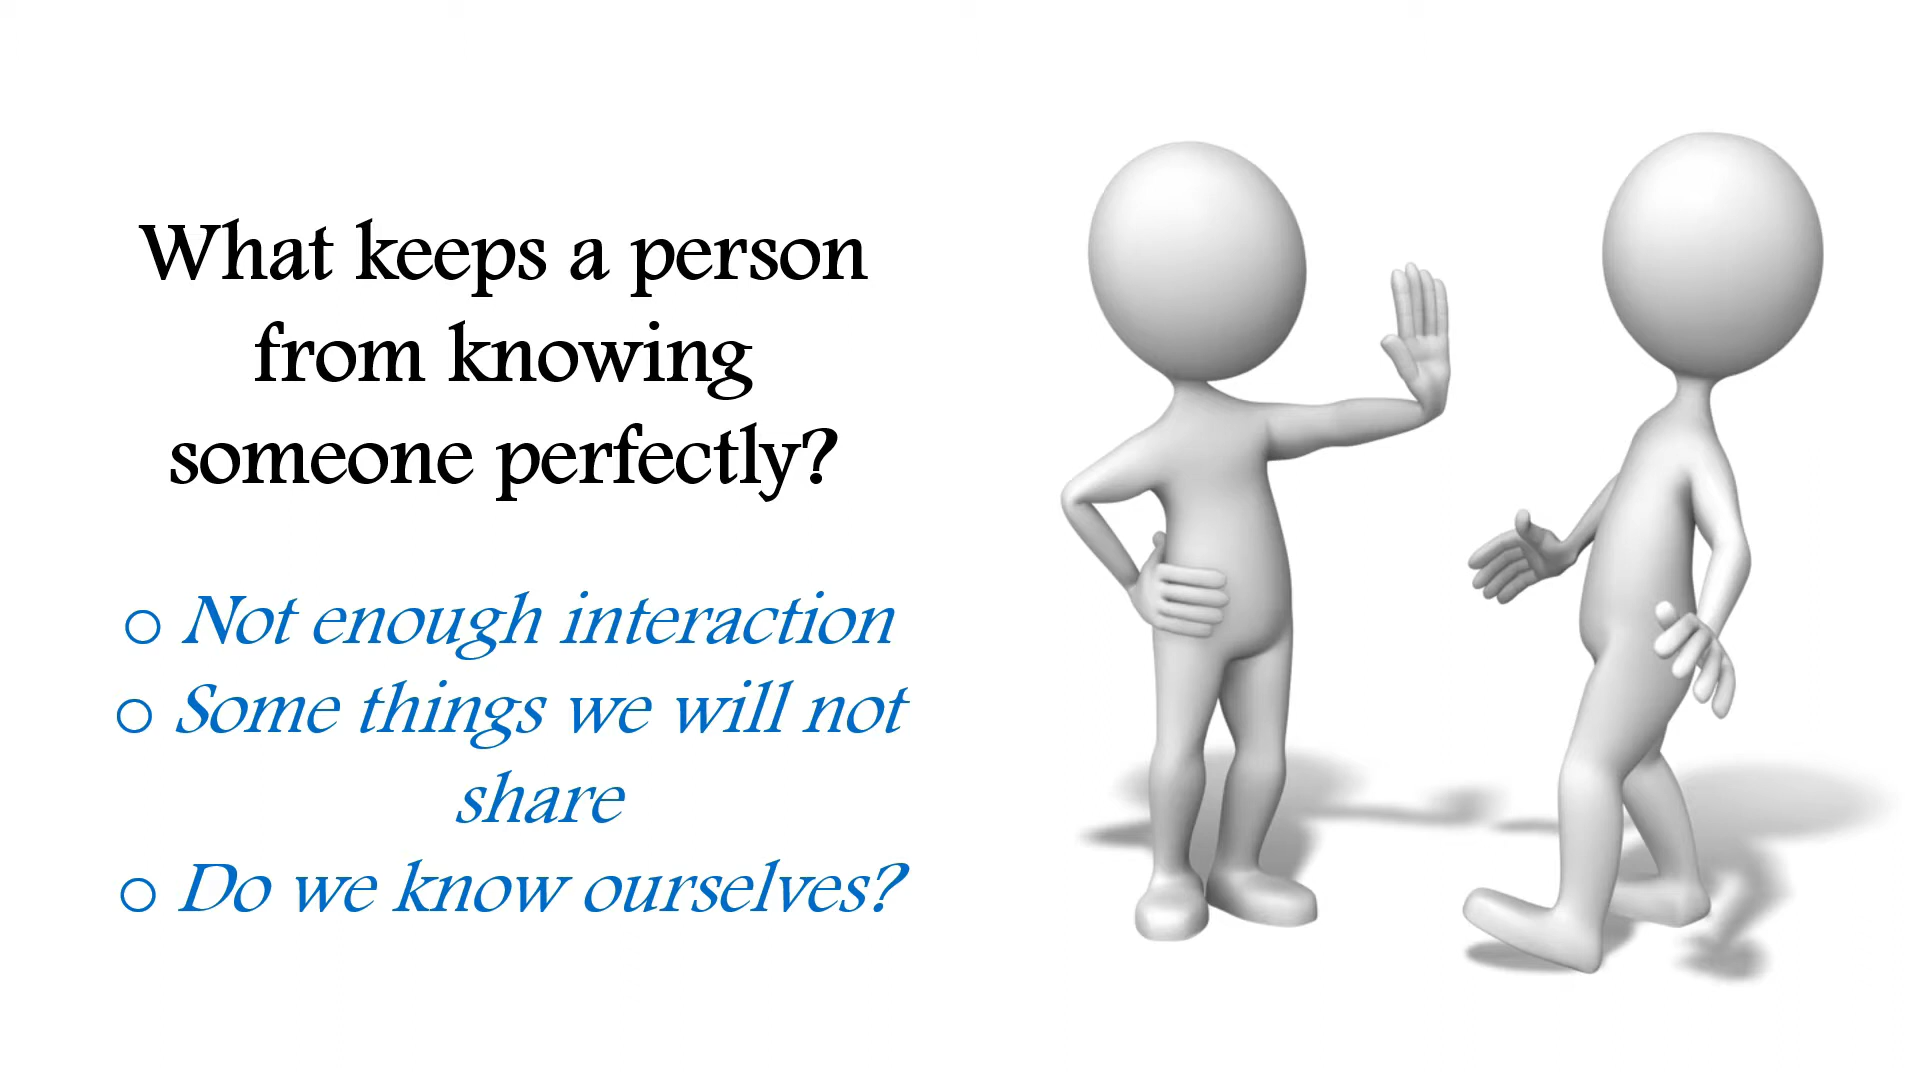 What keeps a person
from knowing
someone perfectly?
o Not enough interaction
o Some things we will not
share
o Do we know ourselves?